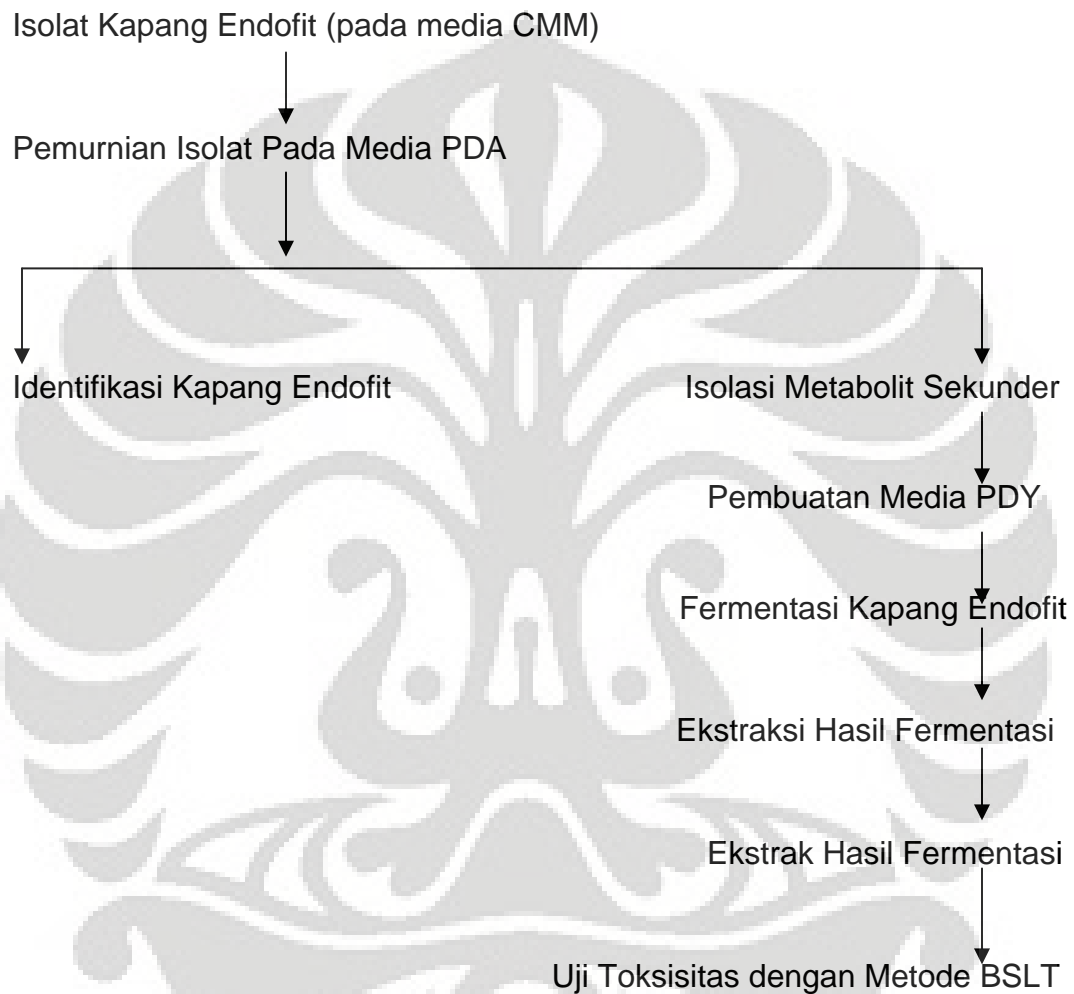 Isolat Kapang Endofit (pada media CMM)
Pemurnian Isolat Pada Media PDA
Identifikasi Kapang Endofit
Isolasi Metabolit Sekunder
Pembuatan Media PDY
Fermentasi Kapang Endofit
Ekstraksi Hasil Fermentasi
Ekstrak Hasil Fermentasi
Uji Toksisitas dengan Metode BSLT